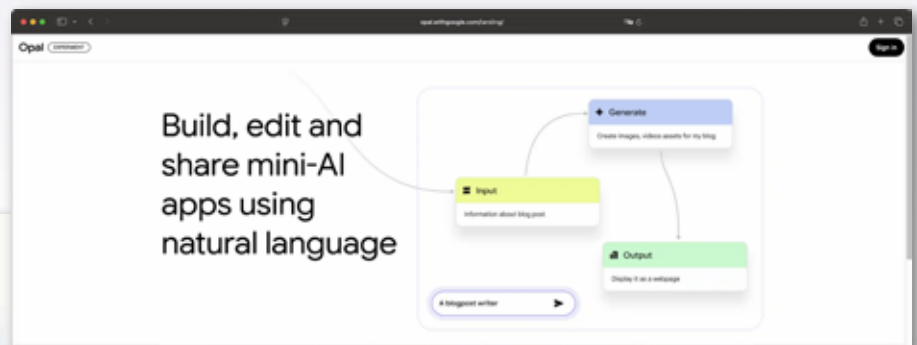 opal.withgoogle.com/landing/
Opal EXPERIMENT
Sign in
Build, edit and
share mini-AI
apps using
natural language
Generate
Create images, videos assets for my blog
Input
Information about blog post
Output
Display it as a webpage
A blogpost writer